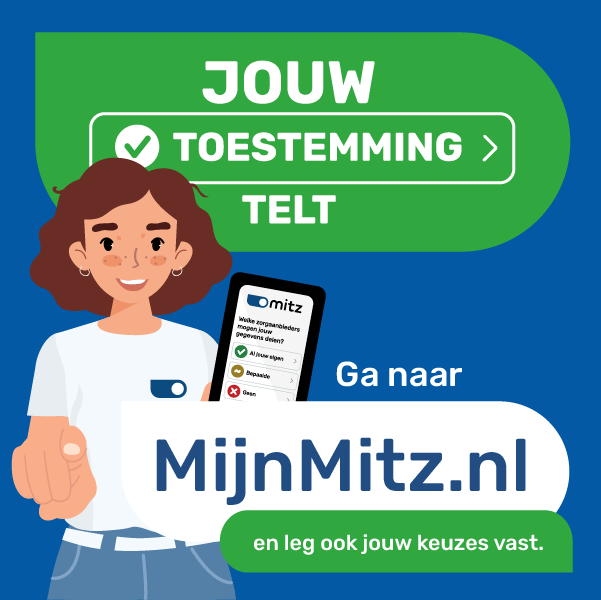 JOUW
TOESTEMMING
TELT
mitz
Welke zorgaanbieders
mogen jouw
gegevens delen?
Al jouw eigen
Bepaalde
Geen
Ga naar
MijnMitz.nl
en leg ook jouw keuzes vast.